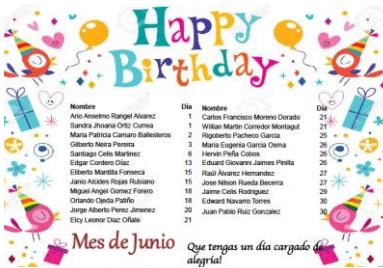 Happy
Birthday
Nombre Día
Ario Anselmo Rangel Alvarez 1
Sandra Jhoana Ortiz Currea 1
Maria Patricia Camaro Ballesteros 2
Gilberto Neira Pereira 3
Santiago Celis Martinez 6
Edgar Cordero Díaz 13
Eliberto Mantilla Fonseca 15
Janio Alcides Rojas Rubiano 15
Miguel Angel Gomez Forero 18
Orlando Ojeda Patiño 18
Jorge Alberto Perez Jimenez 20
Elcy Leonor Diaz Oñate 21
Nombre Día
Carlos Francisco Moreno Dorado 21
Willian Martin Corredor Montagut 21
Rigoberto Pacheco Garcia 25
Maria Eugenia Garcia Osma 26
Hervin Peña Cobos 26
Eduard Giovanni Jaimes Pinilla 26
Raúl Álvarez Hernandez 27
Jose Nilson Rueda Becerra 27
Jaime Celis Rodriguez 29
Edward Navarro Torres 30
Juan Pablo Ruiz Gonzalez 30
Mes de Junio
Que tengas un día cargado de
alegría!